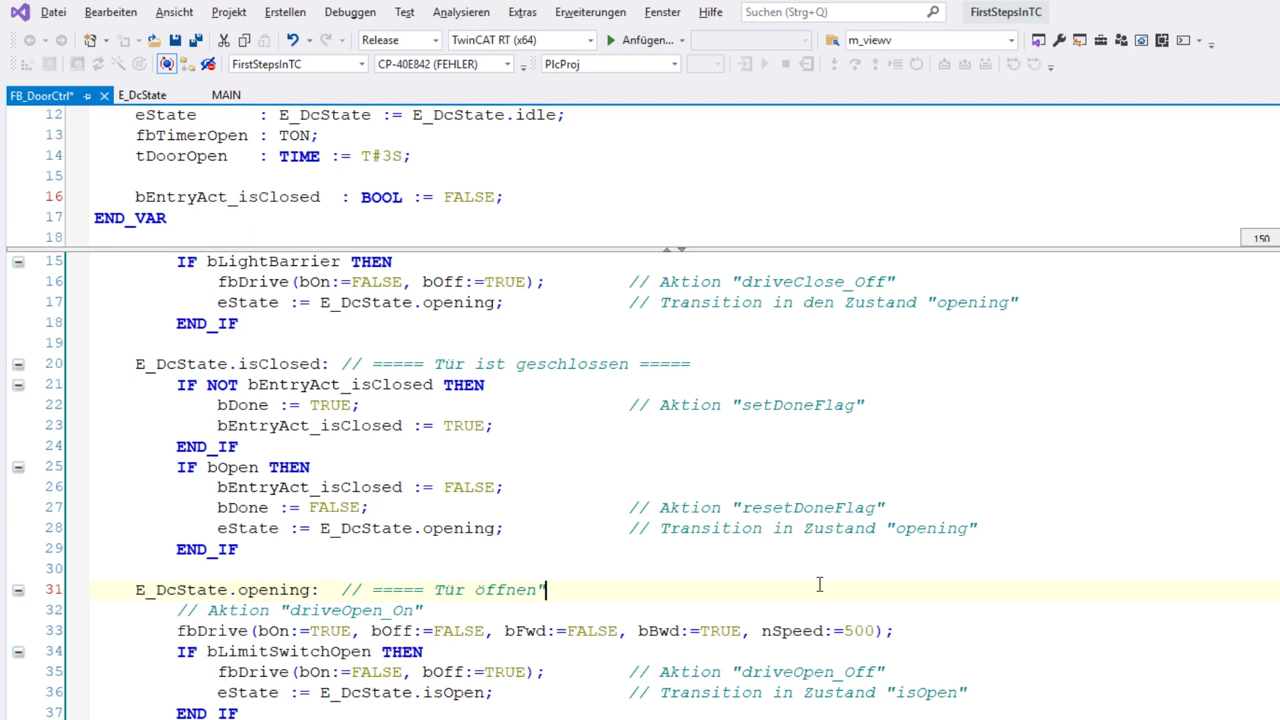 Datei Bearbeiten Ansicht Projekt Erstellen Debuggen Test Analysieren Extras Erweiterungen Fenster Hilfe Suchen (Strg+Q) FirstStepsInTC
Release TwinCAT RT (x64) Anfügen... m_viewv
FirstStepsInTC CP-40E842 (FEHLER) PlcProj
FB_DoorCtrl* E_DcState MAIN
12 eState : E_DcState := E_DcState.idle;
13 fbTimerOpen : TON;
14 tDoorOpen : TIME := T#3S;
15
16 bEntryAct_isClosed : BOOL := FALSE;
17 END_VAR
18
150
15 IF bLightBarrier THEN
16 fbDrive(bOn:=FALSE, bOff:=TRUE); // Aktion "driveClose_Off"
17 eState := E_DcState.opening; // Transition in den Zustand "opening"
18 END_IF
19
20 E_DcState.isClosed: // ===== Tür ist geschlossen =====
21 IF NOT bEntryAct_isClosed THEN
22 bDone := TRUE; // Aktion "setDoneFlag"
23 bEntryAct_isClosed := TRUE;
24 END_IF
25 IF bOpen THEN
26 bEntryAct_isClosed := FALSE;
27 bDone := FALSE; // Aktion "resetDoneFlag"
28 eState := E_DcState.opening; // Transition in Zustand "opening"
29 END_IF
30
31 E_DcState.opening: // ===== Tür öffnen"
32 // Aktion "driveOpen_On"
33 fbDrive(bOn:=TRUE, bOff:=FALSE, bFwd:=FALSE, bBwd:=TRUE, nSpeed:=500);
34 IF bLimitSwitchOpen THEN
35 fbDrive(bOn:=FALSE, bOff:=TRUE); // Aktion "driveOpen_Off"
36 eState := E_DcState.isOpen; // Transition in Zustand "isOpen"
37 END_IF